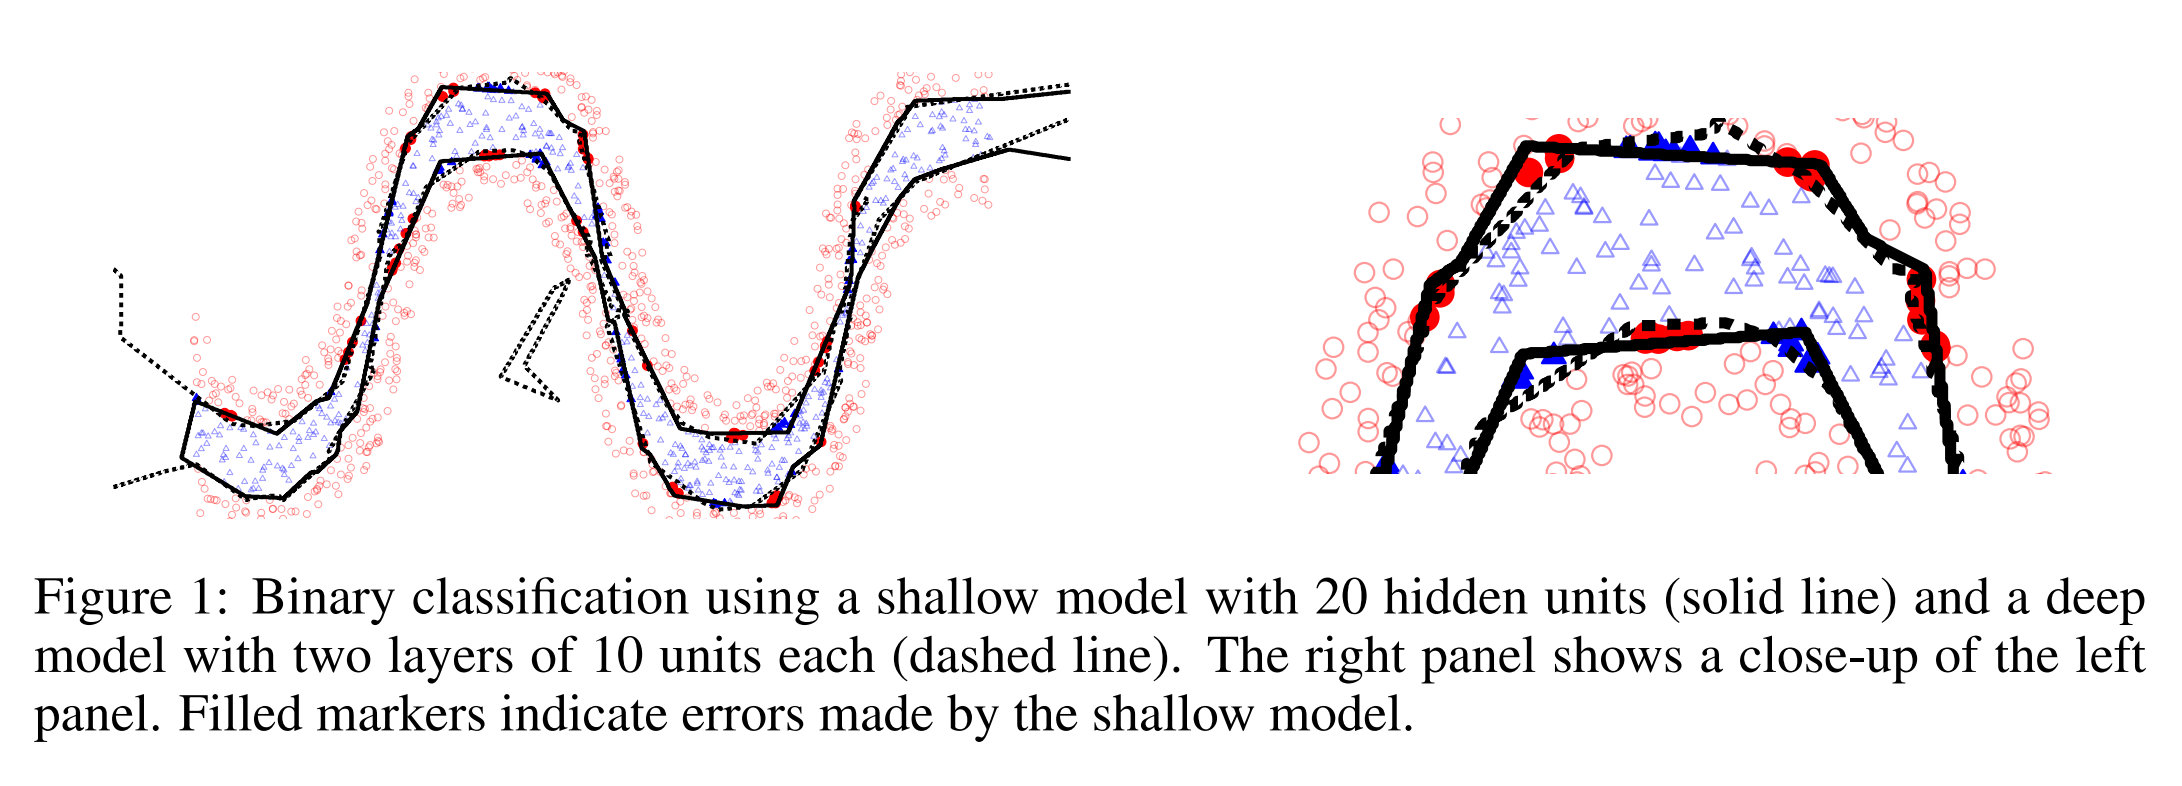 Figure 1: Binary classification using a shallow model with 20 hidden units (solid line) and a deep
model with two layers of 10 units each (dashed line). The right panel shows a close-up of the left
panel. Filled markers indicate errors made by the shallow model.